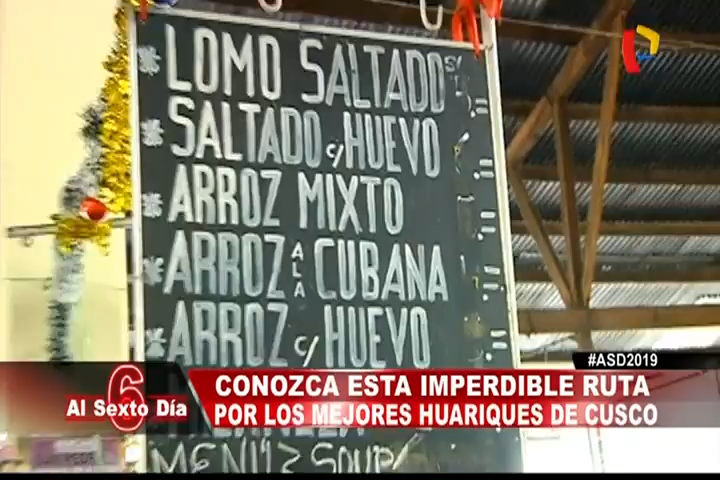 * LOMO SALTADO S/
* SALTADO c/ HUEVO
* ARROZ MIXTO
* ARROZ A LA CUBANA
* ARROZ c/ HUEVO
#ASD2019
6
Al Sexto Día
CONOZCA ESTA IMPERDIBLE RUTA
POR LOS MEJORES HUARIQUES DE CUSCO